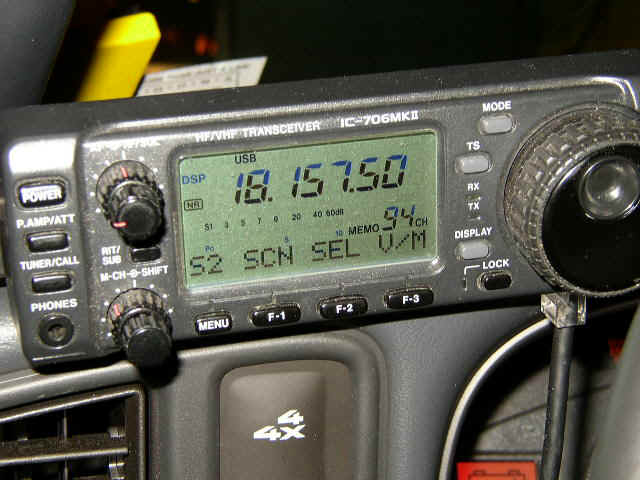 HF/VHF TRANSCEIVER IC-706MKII
MODE
USB
DSP
18.157.50
TS
POWER
NR
RX
TX
P.AMP/ATT
S1 3 5 7 9 20 40 60dB
MEMO 94 CH
RIT/
SUB
Po 5 10
DISPLAY
TUNER/CALL
S2 SCN SEL V/M
M-CH SHIFT
LOCK
PHONES
MENU F-1 F-2 F-3
4
4X